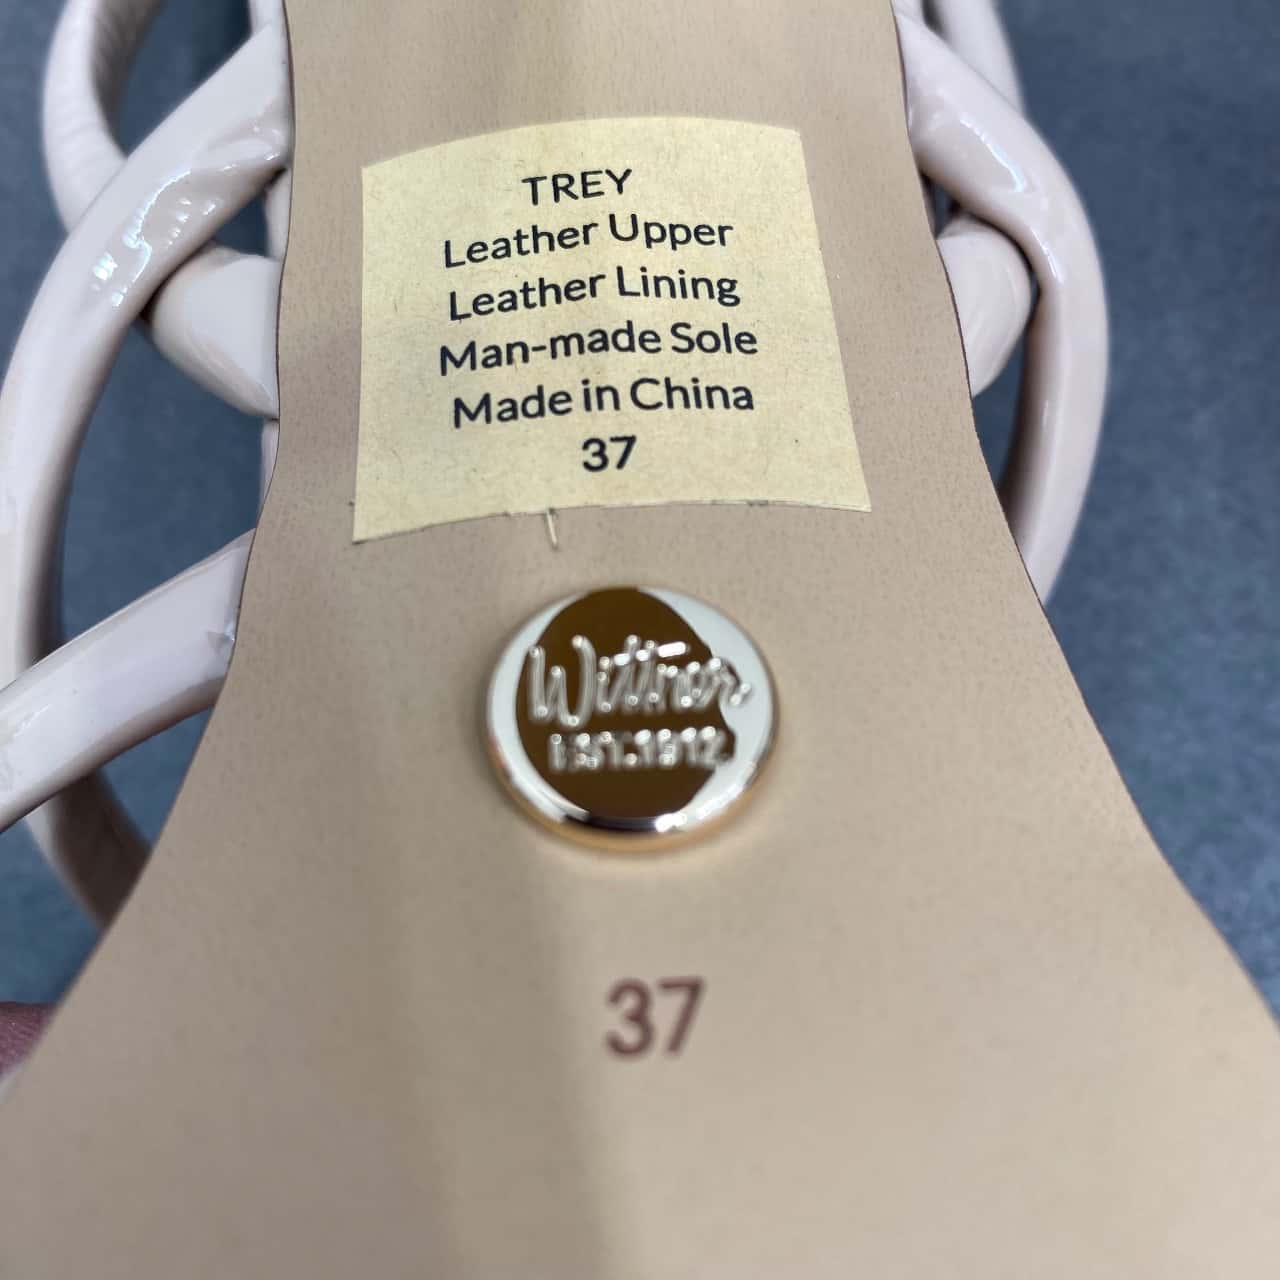 TREY
Leather Upper
Leather Lining
Man-made Sole
Made in China
37
Wittner
EST.1912
37